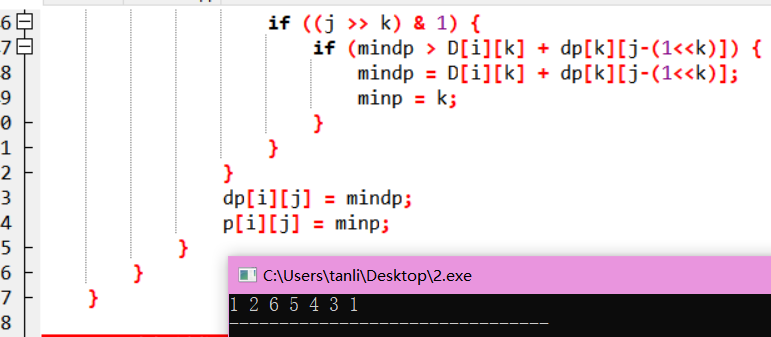 6 if ((j >> k) & 1) {
7 if (mindp > D[i][k] + dp[k][j-(1<<k)]) {
8 mindp = D[i][k] + dp[k][j-(1<<k)];
9 minp = k;
0 }
1 }
2 }
3 dp[i][j] = mindp;
4 p[i][j] = minp;
5 }
6 }
7 }
8
C:\Users\tanli\Desktop\2.exe
1 2 6 5 4 3 1
--------------------------------